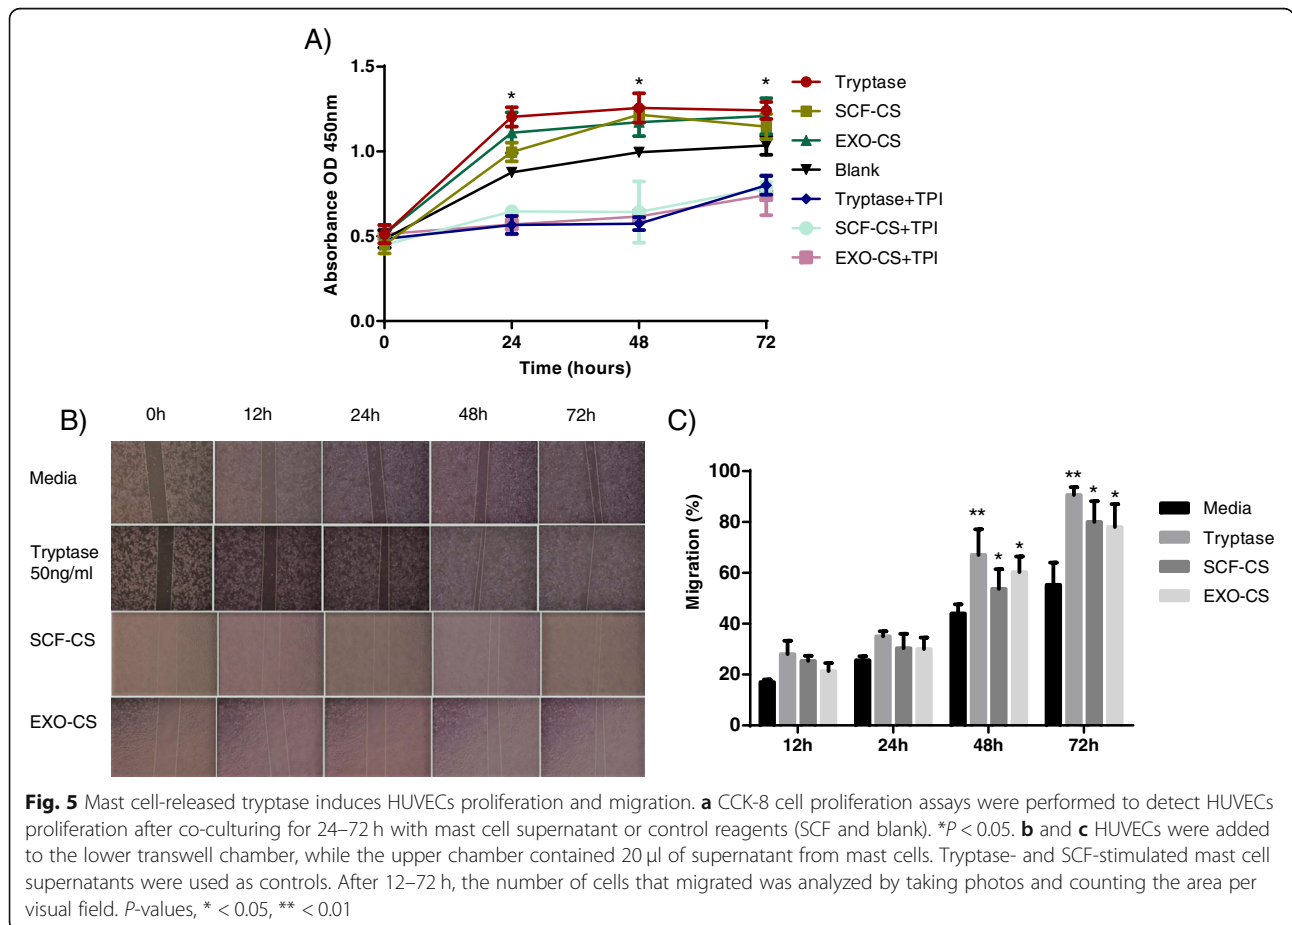 A)
1.5
1.0
0.5
0.0
Absorbance OD 450nm
* * *
0 24 48 72
Time (hours)
Tryptase
SCF-CS
EXO-CS
Blank
Tryptase+TPI
SCF-CS+TPI
EXO-CS+TPI
B)
0h 12h 24h 48h 72h
Media
Tryptase
50ng/ml
SCF-CS
EXO-CS
C)
100
80
60
40
20
0
Migration (%)
** * *
** * *
12h 24h 48h 72h
Media
Tryptase
SCF-CS
EXO-CS
Fig. 5 Mast cell-released tryptase induces HUVECs proliferation and migration. a CCK-8 cell proliferation assays were performed to detect HUVECs
proliferation after co-culturing for 24–72 h with mast cell supernatant or control reagents (SCF and blank). *P < 0.05. b and c HUVECs were added
to the lower transwell chamber, while the upper chamber contained 20 μl of supernatant from mast cells. Tryptase- and SCF-stimulated mast cell
supernatants were used as controls. After 12–72 h, the number of cells that migrated was analyzed by taking photos and counting the area per
visual field. P-values, * < 0.05, ** < 0.01